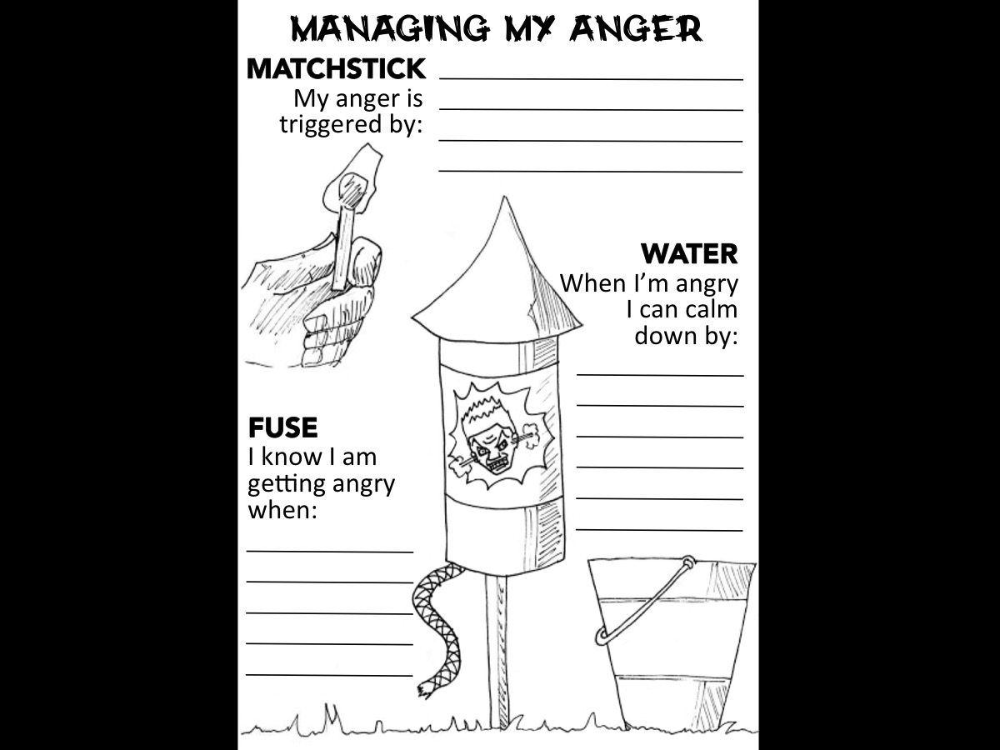 MANAGING MY ANGER
MATCHSTICK
My anger is
triggered by:
WATER
When I'm angry
I can calm
down by:
FUSE
I know I am
getting angry
when: